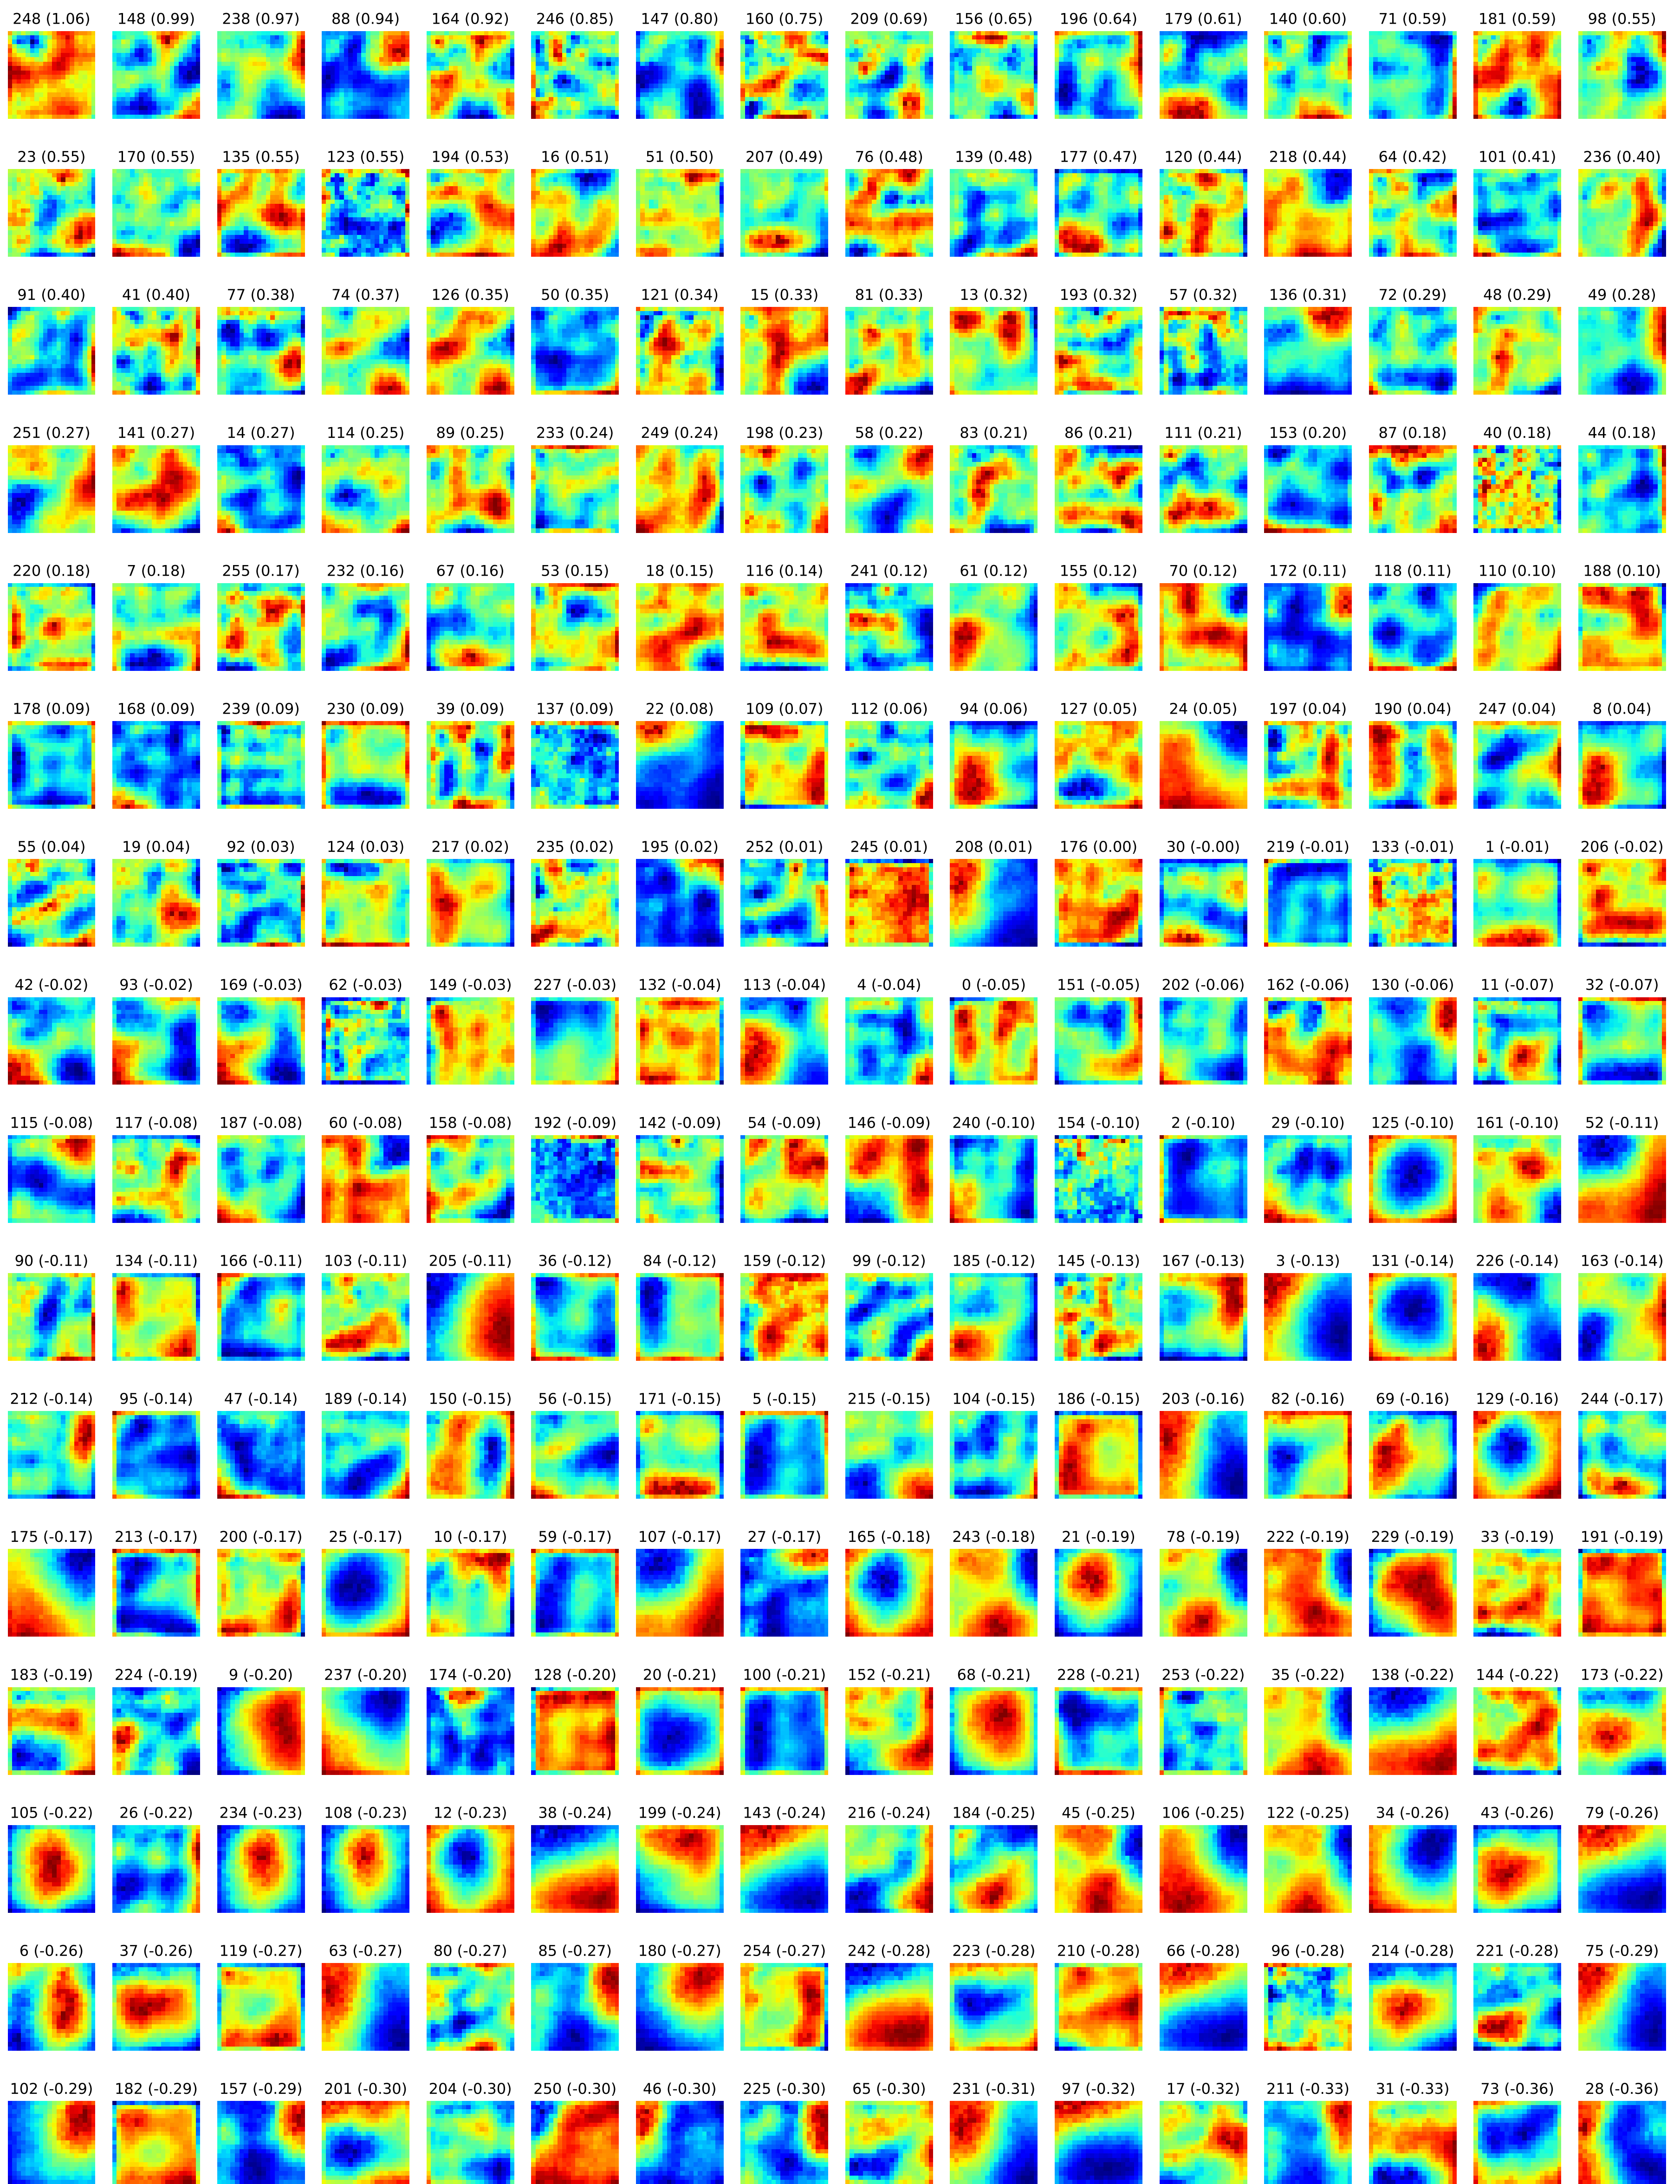 248 (1.06) 148 (0.99) 238 (0.97) 88 (0.94) 164 (0.92) 246 (0.85) 147 (0.80) 160 (0.75) 209 (0.69) 156 (0.65) 196 (0.64) 179 (0.61) 140 (0.60) 71 (0.59) 181 (0.59) 98 (0.55)
23 (0.55) 170 (0.55) 135 (0.55) 123 (0.55) 194 (0.53) 16 (0.51) 51 (0.50) 207 (0.49) 76 (0.48) 139 (0.48) 177 (0.47) 120 (0.44) 218 (0.44) 64 (0.42) 101 (0.41) 236 (0.40)
91 (0.40) 41 (0.40) 77 (0.38) 74 (0.37) 126 (0.35) 50 (0.35) 121 (0.34) 15 (0.33) 81 (0.33) 13 (0.32) 193 (0.32) 57 (0.32) 136 (0.31) 72 (0.29) 48 (0.29) 49 (0.28)
251 (0.27) 141 (0.27) 14 (0.27) 114 (0.25) 89 (0.25) 233 (0.24) 249 (0.24) 198 (0.23) 58 (0.22) 83 (0.21) 86 (0.21) 111 (0.21) 153 (0.20) 87 (0.18) 40 (0.18) 44 (0.18)
220 (0.18) 7 (0.18) 255 (0.17) 232 (0.16) 67 (0.16) 53 (0.15) 18 (0.15) 116 (0.14) 241 (0.12) 61 (0.12) 155 (0.12) 70 (0.12) 172 (0.11) 118 (0.11) 110 (0.10) 188 (0.10)
178 (0.09) 168 (0.09) 239 (0.09) 230 (0.09) 39 (0.09) 137 (0.09) 22 (0.08) 109 (0.07) 112 (0.06) 94 (0.06) 127 (0.05) 24 (0.05) 197 (0.04) 190 (0.04) 247 (0.04) 8 (0.04)
55 (0.04) 19 (0.04) 92 (0.03) 124 (0.03) 217 (0.02) 235 (0.02) 195 (0.02) 252 (0.01) 245 (0.01) 208 (0.01) 176 (0.00) 30 (-0.00) 219 (-0.01) 133 (-0.01) 1 (-0.01) 206 (-0.02)
42 (-0.02) 93 (-0.02) 169 (-0.03) 62 (-0.03) 149 (-0.03) 227 (-0.03) 132 (-0.04) 113 (-0.04) 4 (-0.04) 0 (-0.05) 151 (-0.05) 202 (-0.06) 162 (-0.06) 130 (-0.06) 11 (-0.07) 32 (-0.07)
115 (-0.08) 117 (-0.08) 187 (-0.08) 60 (-0.08) 158 (-0.08) 192 (-0.09) 142 (-0.09) 54 (-0.09) 146 (-0.09) 240 (-0.10) 154 (-0.10) 2 (-0.10) 29 (-0.10) 125 (-0.10) 161 (-0.10) 52 (-0.11)
90 (-0.11) 134 (-0.11) 166 (-0.11) 103 (-0.11) 205 (-0.11) 36 (-0.12) 84 (-0.12) 159 (-0.12) 99 (-0.12) 185 (-0.12) 145 (-0.13) 167 (-0.13) 3 (-0.13) 131 (-0.14) 226 (-0.14) 163 (-0.14)
212 (-0.14) 95 (-0.14) 47 (-0.14) 189 (-0.14) 150 (-0.15) 56 (-0.15) 171 (-0.15) 5 (-0.15) 215 (-0.15) 104 (-0.15) 186 (-0.15) 203 (-0.16) 82 (-0.16) 69 (-0.16) 129 (-0.16) 244 (-0.17)
175 (-0.17) 213 (-0.17) 200 (-0.17) 25 (-0.17) 10 (-0.17) 59 (-0.17) 107 (-0.17) 27 (-0.17) 165 (-0.18) 243 (-0.18) 21 (-0.19) 78 (-0.19) 222 (-0.19) 229 (-0.19) 33 (-0.19) 191 (-0.19)
183 (-0.19) 224 (-0.19) 9 (-0.20) 237 (-0.20) 174 (-0.20) 128 (-0.20) 20 (-0.21) 100 (-0.21) 152 (-0.21) 68 (-0.21) 228 (-0.21) 253 (-0.22) 35 (-0.22) 138 (-0.22) 144 (-0.22) 173 (-0.22)
105 (-0.22) 26 (-0.22) 234 (-0.23) 108 (-0.23) 12 (-0.23) 38 (-0.24) 199 (-0.24) 143 (-0.24) 216 (-0.24) 184 (-0.25) 45 (-0.25) 106 (-0.25) 122 (-0.25) 34 (-0.26) 43 (-0.26) 79 (-0.26)
6 (-0.26) 37 (-0.26) 119 (-0.27) 63 (-0.27) 80 (-0.27) 85 (-0.27) 180 (-0.27) 254 (-0.27) 242 (-0.28) 223 (-0.28) 210 (-0.28) 66 (-0.28) 96 (-0.28) 214 (-0.28) 221 (-0.28) 75 (-0.29)
102 (-0.29) 182 (-0.29) 157 (-0.29) 201 (-0.30) 204 (-0.30) 250 (-0.30) 46 (-0.30) 225 (-0.30) 65 (-0.30) 231 (-0.31) 97 (-0.32) 17 (-0.32) 211 (-0.33) 31 (-0.33) 73 (-0.36) 28 (-0.36)